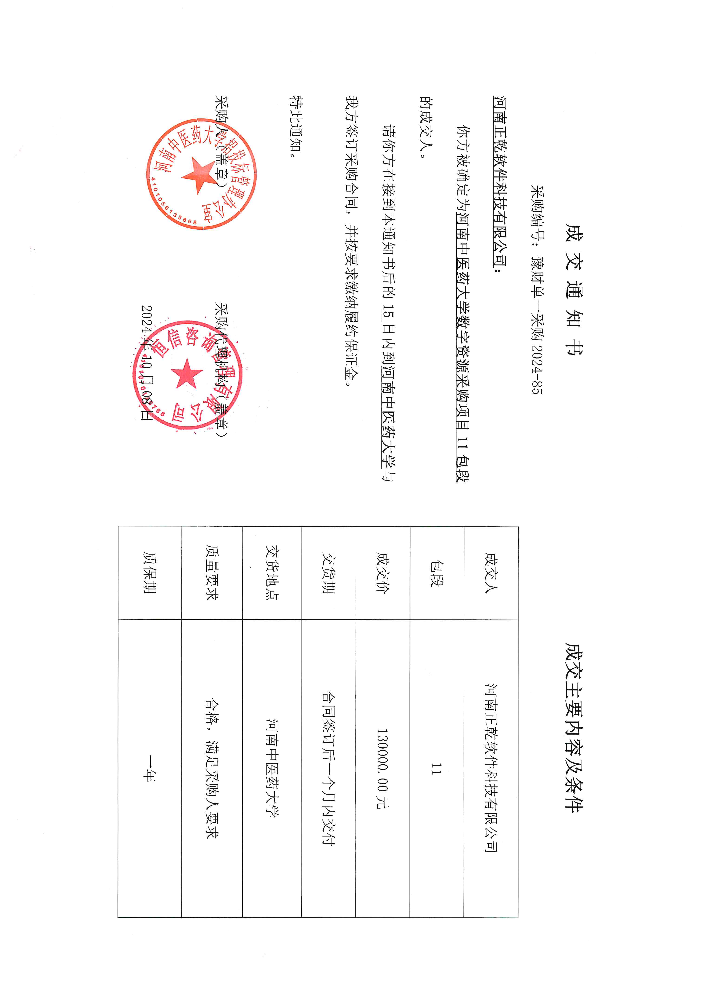 成交通知书
采购编号：豫财单一采购 2024-85
河南正乾软件科技有限公司：
你方被确定为河南中医药大学数字资源采购项目 11 包段
的成交人。
请你方在接到本通知书后的 15 日内到河南中医药大学与
我方签订采购合同，并按要求缴纳履约保证金。
特此通知。
采购人（盖章） 采购代理机构（盖章）
河南中医药大学招投标管理办公室
4101056133868
恒信咨询管理有限公司
2024 年 10 月 08 日
成交主要内容及条件
成交人 河南正乾软件科技有限公司
包段 11
成交价 130000.00 元
交货期 合同签订后一个月内交付
交货地点 河南中医药大学
质量要求 合格，满足采购人要求
质保期 一年